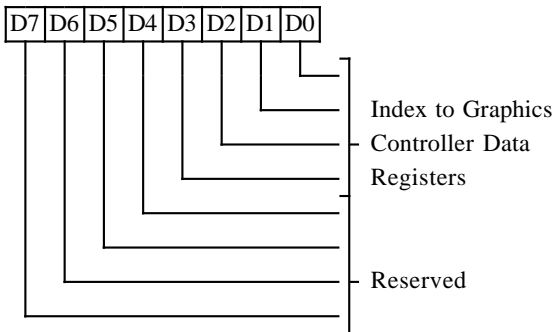 D7 D6 D5 D4 D3 D2 D1 D0
Index to Graphics
Controller Data
Registers
Reserved